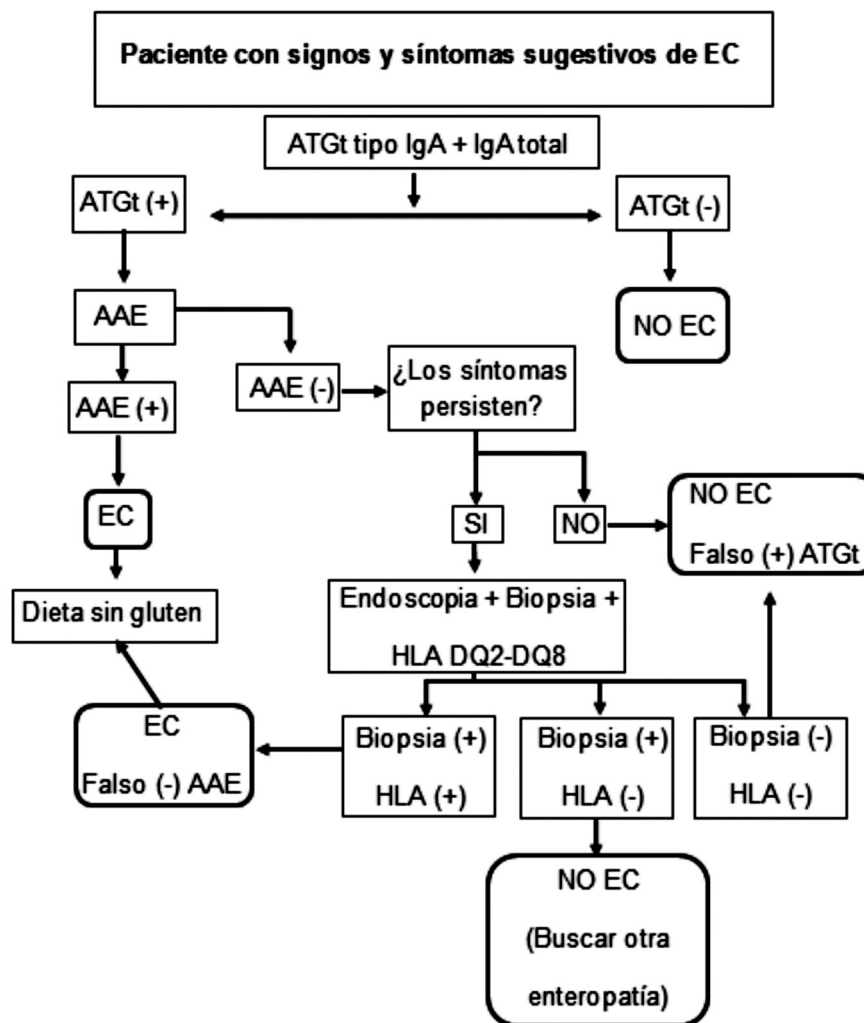 Paciente con signos y síntomas sugestivos de EC
ATGt tipo IgA + IgA total
ATGt (+)
ATGt (-)
AAE
NO EC
AAE (+)
AAE (-)
¿Los síntomas
persisten?
EC
SI
NO
NO EC
Falso (+) ATGt
Dieta sin gluten
Endoscopia + Biopsia +
HLA DQ2-DQ8
EC
Falso (-) AAE
Biopsia (+)
HLA (+)
Biopsia (+)
HLA (-)
Biopsia (-)
HLA (-)
NO EC
(Buscar otra
enteropatía)